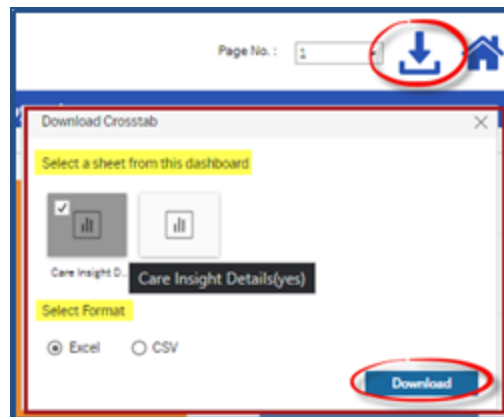 Page No. :
1
Download Crosstab
Select a sheet from this dashboard
Care Insight D...
Care Insight Details(yes)
Select Format
Excel
CSV
Download